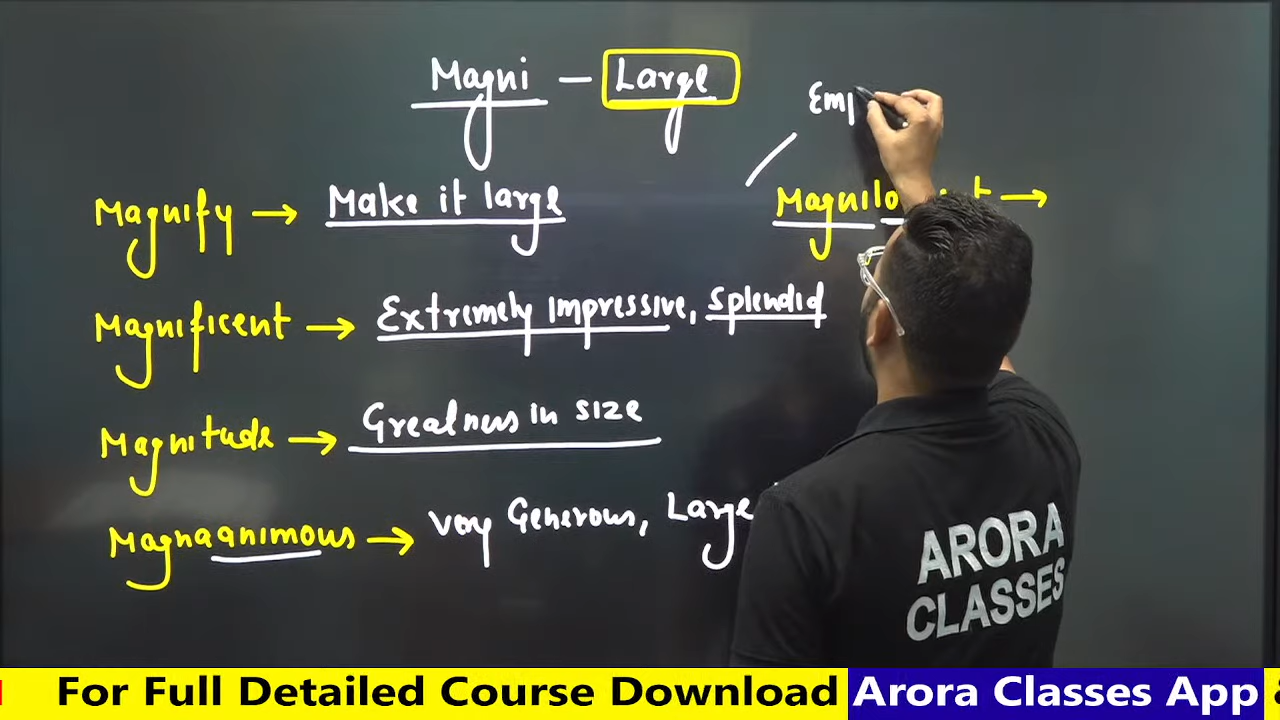 Magni - Large
Emp
Magnify → Make it large
Magnilo t →
Magnificent → Extremely impressive, splendid
Magnitude → Greatness in size
Magnaanimous → very Generous, Large
ARORA
CLASSES
For Full Detailed Course Download Arora Classes App &